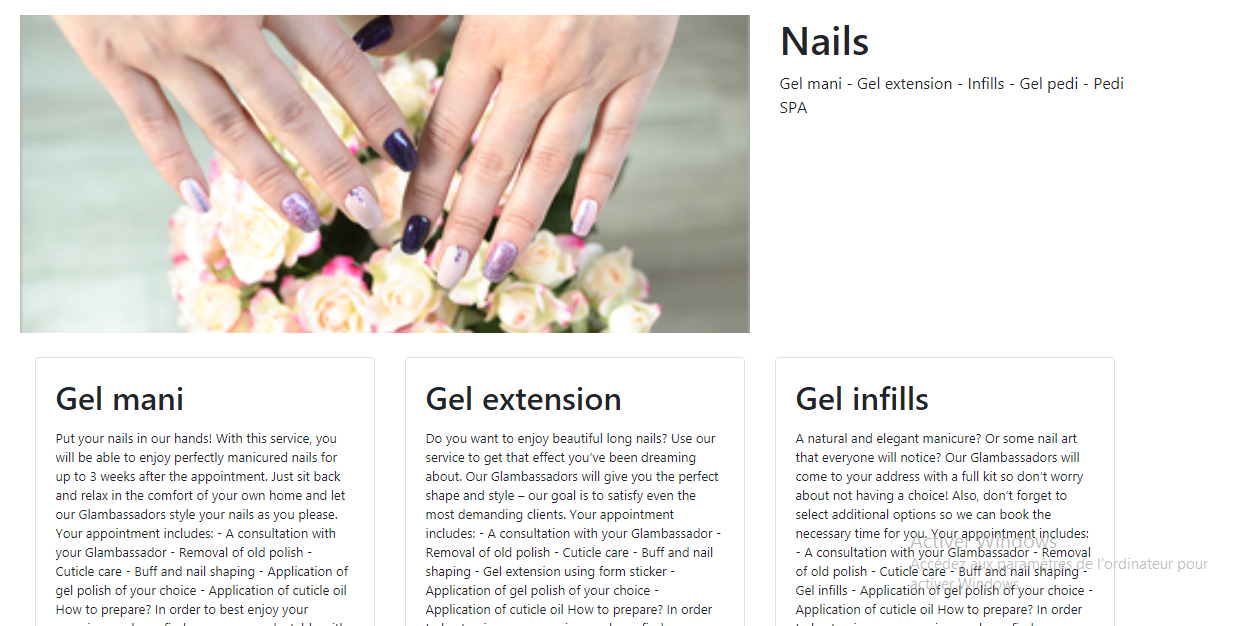 Nails
Gel mani - Gel extension - Infills - Gel pedi - Pedi
SPA
Gel mani
Put your nails in our hands! With this service, you
will be able to enjoy perfectly manicured nails for
up to 3 weeks after the appointment. Just sit back
and relax in the comfort of your own home and let
our Glambassadors style your nails as you please.
Your appointment includes: - A consultation with
your Glambassador - Removal of old polish -
Cuticle care - Buff and nail shaping - Application of
gel polish of your choice - Application of cuticle oil
How to prepare? In order to best enjoy your
Gel extension
Do you want to enjoy beautiful long nails? Use our
service to get that effect you’ve been dreaming
about. Our Glambassadors will give you the perfect
shape and style – our goal is to satisfy even the
most demanding clients. Your appointment
includes: - A consultation with your Glambassador -
Removal of old polish - Cuticle care - Buff and nail
shaping - Gel extension using form sticker -
Application of gel polish of your choice -
Application of cuticle oil How to prepare? In order
Gel infills
A natural and elegant manicure? Or some nail art
that everyone will notice? Our Glambassadors will
come to your address with a full kit so don’t worry
about not having a choice! Also, don’t forget to
select additional options so we can book the
necessary time for you. Your appointment includes:
- A consultation with your Glambassador - Removal
of old polish - Cuticle care - Buff and nail shaping -
Gel infills - Application of gel polish of your choice -
Application of cuticle oil How to prepare? In order
Activer Windows
Accédez aux paramètres de l’ordinateur pour
activer Windows.